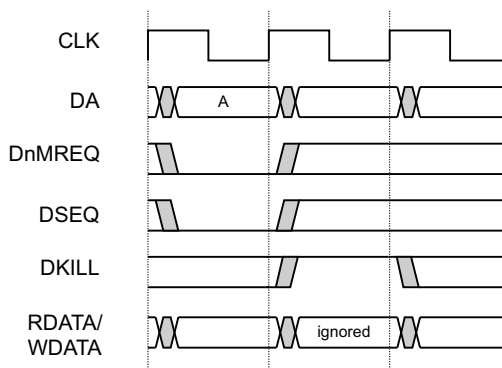 CLK
DA
A
DnMREQ
DSEQ
DKILL
RDATA/
WDATA
ignored